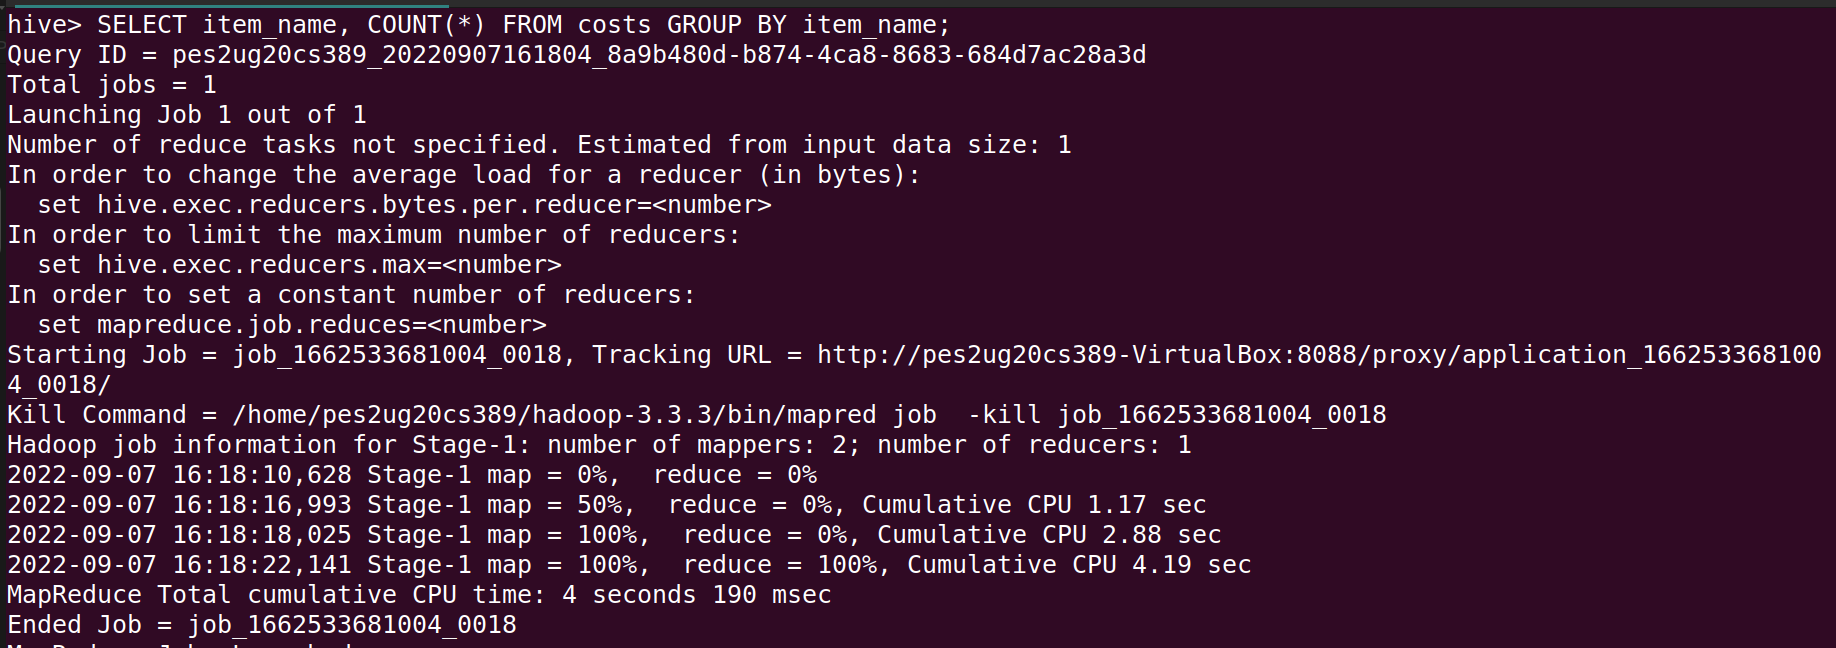 hive> SELECT item_name, COUNT(*) FROM costs GROUP BY item_name;
Query ID = pes2ug20cs389_20220907161804_8a9b480d-b874-4ca8-8683-684d7ac28a3d
Total jobs = 1
Launching Job 1 out of 1
Number of reduce tasks not specified. Estimated from input data size: 1
In order to change the average load for a reducer (in bytes):
  set hive.exec.reducers.bytes.per.reducer=<number>
In order to limit the maximum number of reducers:
  set hive.exec.reducers.max=<number>
In order to set a constant number of reducers:
  set mapreduce.job.reduces=<number>
Starting Job = job_1662533681004_0018, Tracking URL = http://pes2ug20cs389-VirtualBox:8088/proxy/application_166253368100
4_0018/
Kill Command = /home/pes2ug20cs389/hadoop-3.3.3/bin/mapred job  -kill job_1662533681004_0018
Hadoop job information for Stage-1: number of mappers: 2; number of reducers: 1
2022-09-07 16:18:10,628 Stage-1 map = 0%,  reduce = 0%
2022-09-07 16:18:16,993 Stage-1 map = 50%,  reduce = 0%, Cumulative CPU 1.17 sec
2022-09-07 16:18:18,025 Stage-1 map = 100%,  reduce = 0%, Cumulative CPU 2.88 sec
2022-09-07 16:18:22,141 Stage-1 map = 100%,  reduce = 100%, Cumulative CPU 4.19 sec
MapReduce Total cumulative CPU time: 4 seconds 190 msec
Ended Job = job_1662533681004_0018